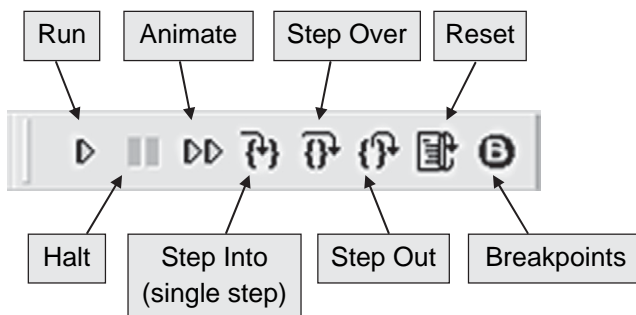 Run
Animate
Step Over
Reset
B
Halt
Step Into
(single step)
Step Out
Breakpoints